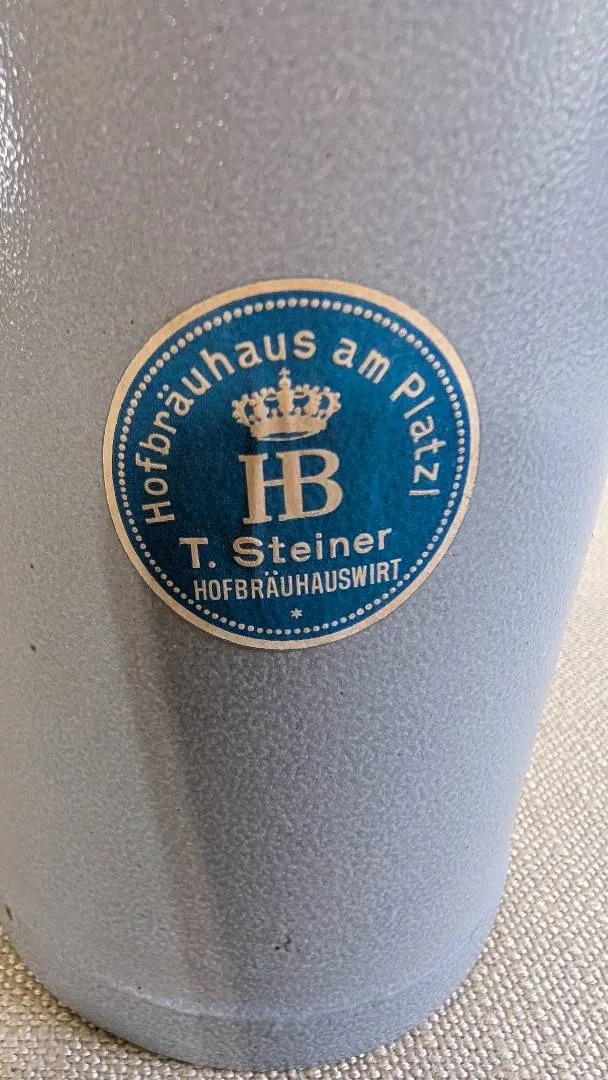 Hofbräuhaus am Platzl
HB
T. Steiner
HOFBRÄUHAUSWIRT